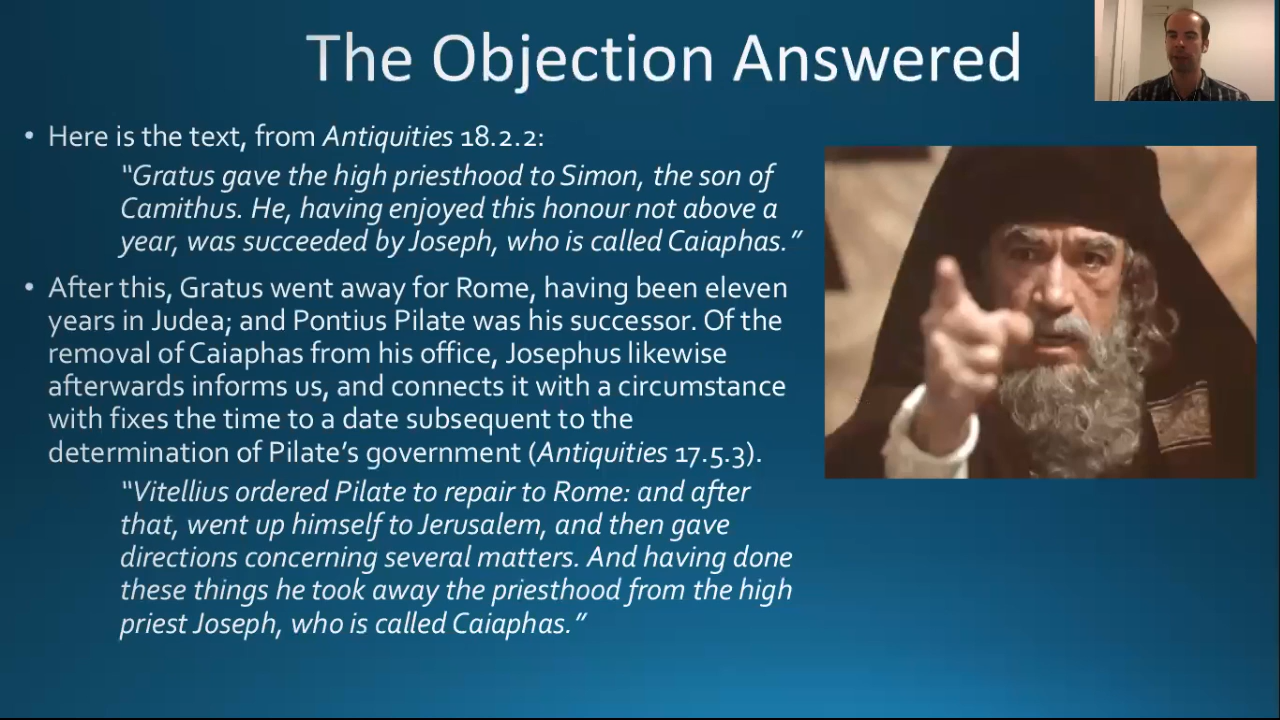 The Objection Answered
• Here is the text, from Antiquities 18.2.2:
“Gratus gave the high priesthood to Simon, the son of
Camithus. He, having enjoyed this honour not above a
year, was succeeded by Joseph, who is called Caiaphas.”
• After this, Gratus went away for Rome, having been eleven
years in Judea; and Pontius Pilate was his successor. Of the
removal of Caiaphas from his office, Josephus likewise
afterwards informs us, and connects it with a circumstance
with fixes the time to a date subsequent to the
determination of Pilate’s government (Antiquities 17.5.3).
“Vitellius ordered Pilate to repair to Rome: and after
that, went up himself to Jerusalem, and then gave
directions concerning several matters. And having done
these things he took away the priesthood from the high
priest Joseph, who is called Caiaphas.”